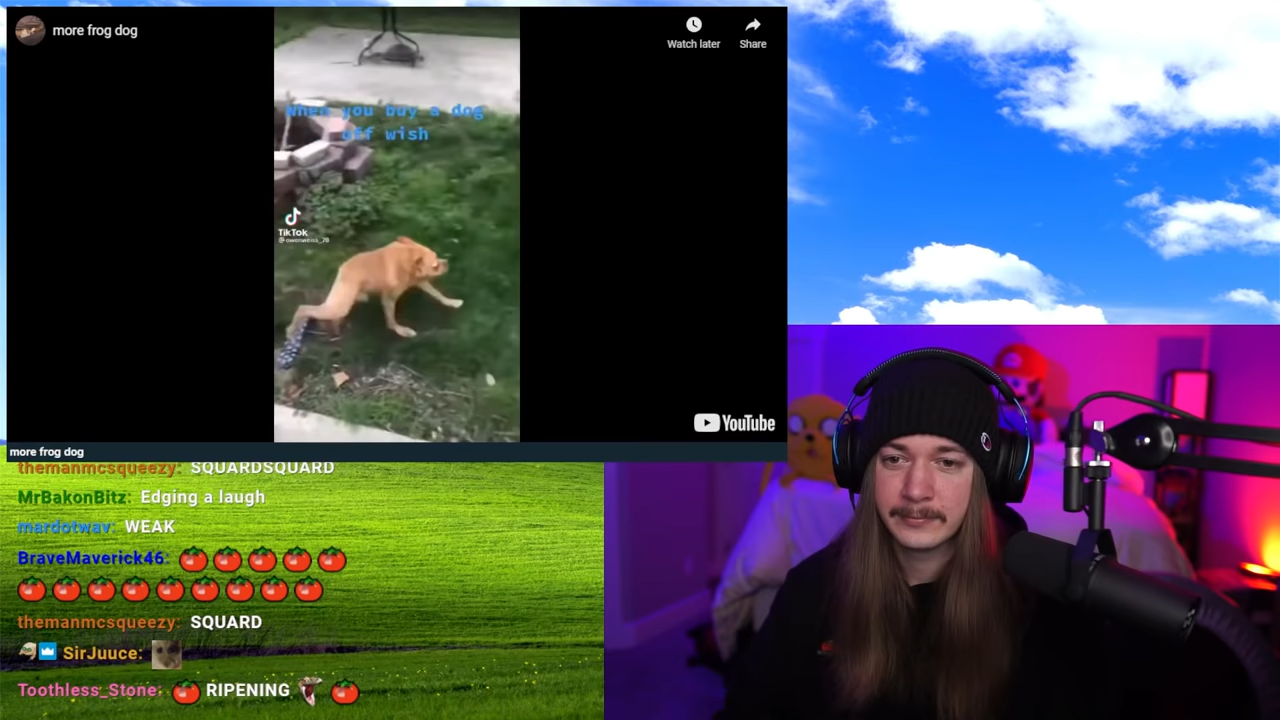 more frog dog
Watch later
Share
When you buy a dog
off wish
TikTok
YouTube
more frog dog
themanmcsqueezy: SQUARDSQUARD
MrBakonBitz: Edging a laugh
mardotwav: WEAK
BraveMaverick46:
themanmcsqueezy: SQUARD
SirJuuce:
Toothless_Stone: RIPENING